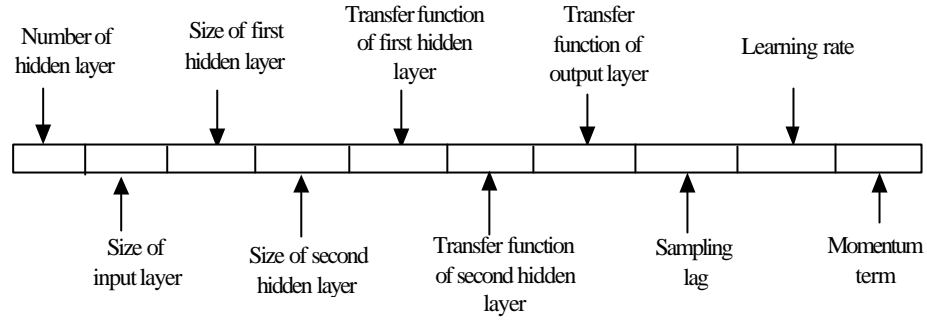 Number of
hidden layer
Size of first
hidden layer
Transfer function
of first hidden
layer
Transfer
function of
output layer
Learning rate
Size of
input layer
Size of second
hidden layer
Transfer function
of second hidden
layer
Sampling
lag
Momentum
term